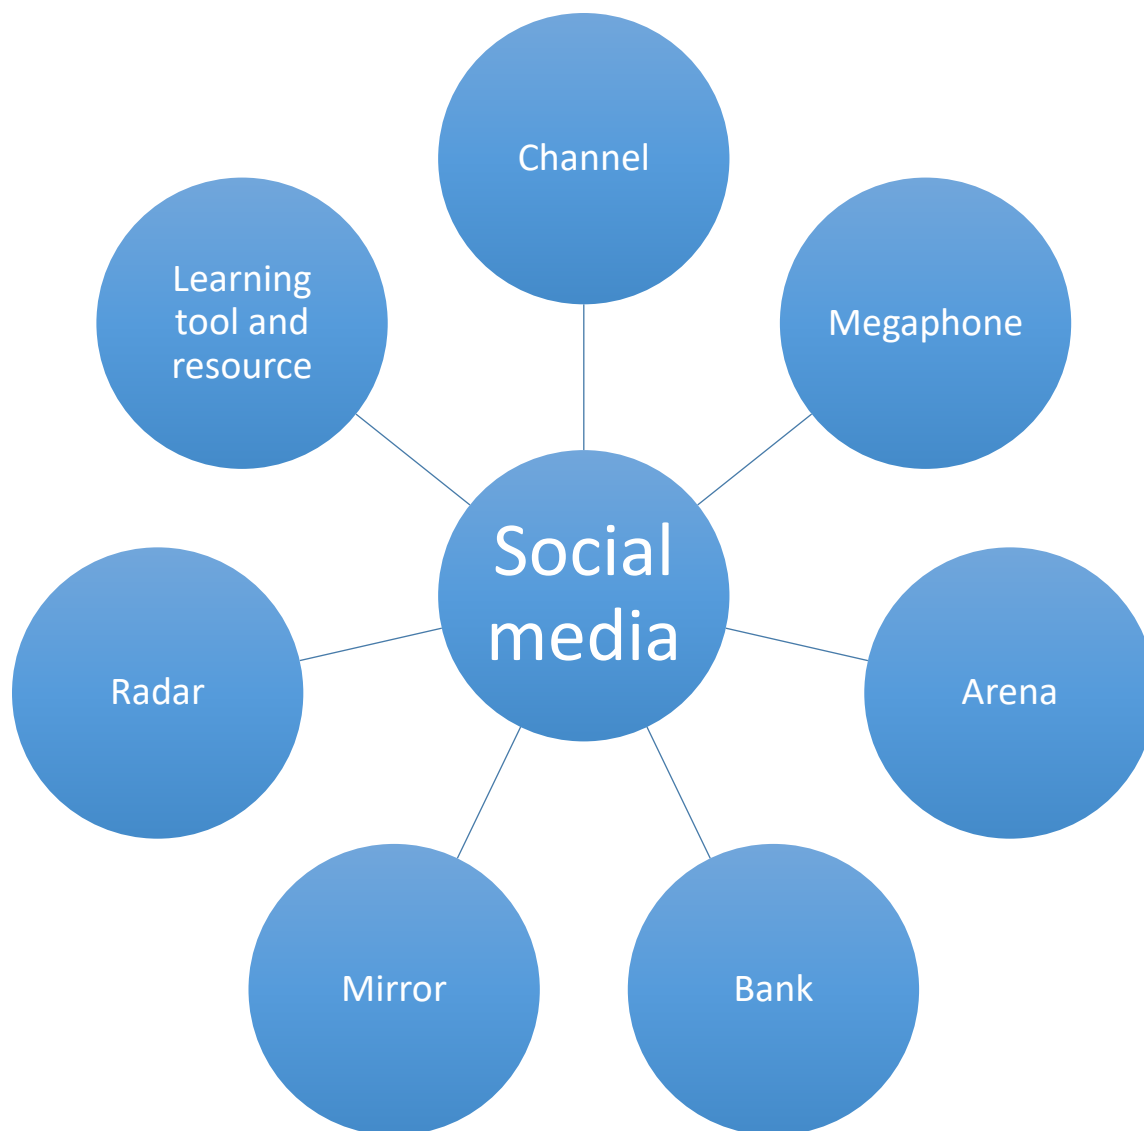 Channel
Megaphone
Learning
tool and
resource
Social
media
Radar
Arena
Mirror
Bank